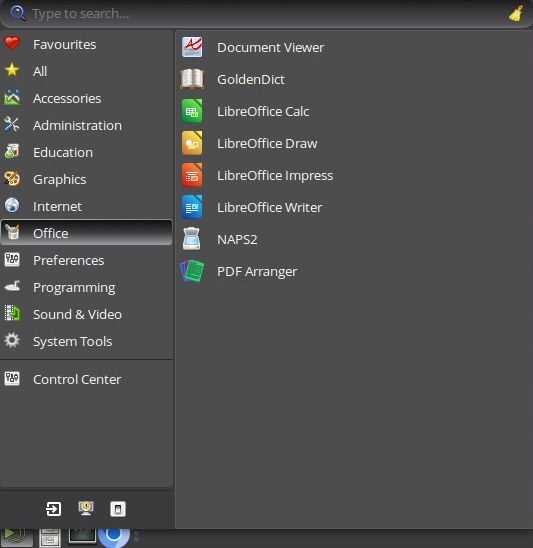 Type to search...
Favourites
All
Accessories
Administration
Education
Graphics
Internet
Office
Preferences
Programming
Sound & Video
System Tools
Control Center
Document Viewer
GoldenDict
LibreOffice Calc
LibreOffice Draw
LibreOffice Impress
LibreOffice Writer
NAPS2
PDF Arranger